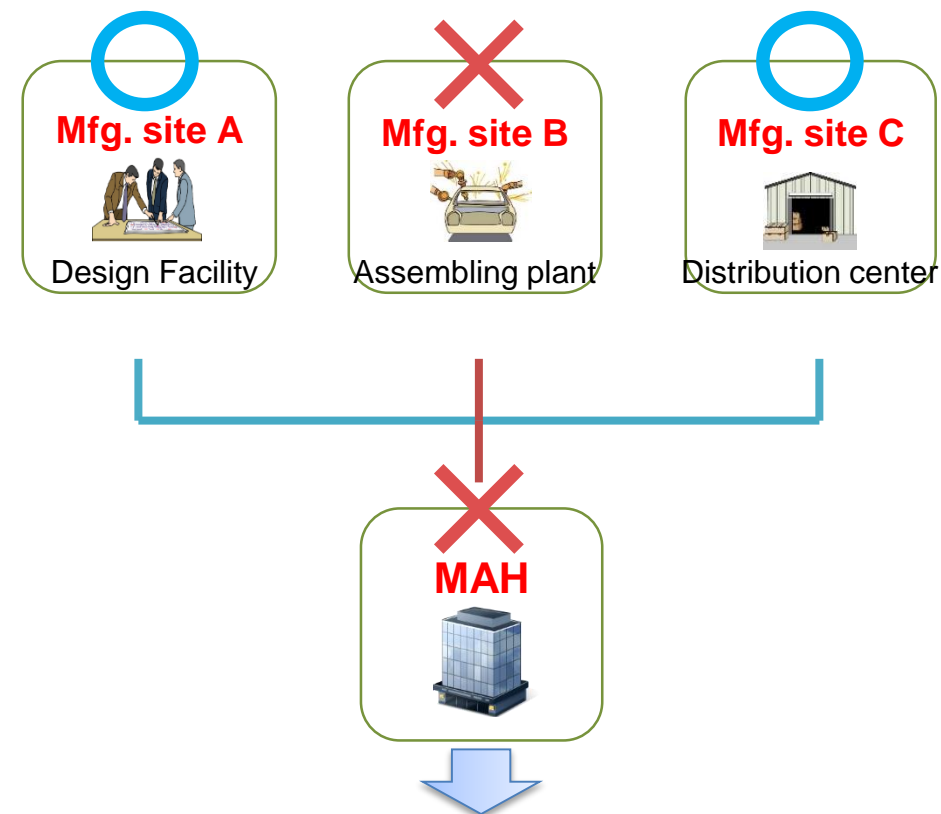 Mfg. site A
Mfg. site B
Mfg. site C
Design Facility
Assembling plant
Distribution center
MAH